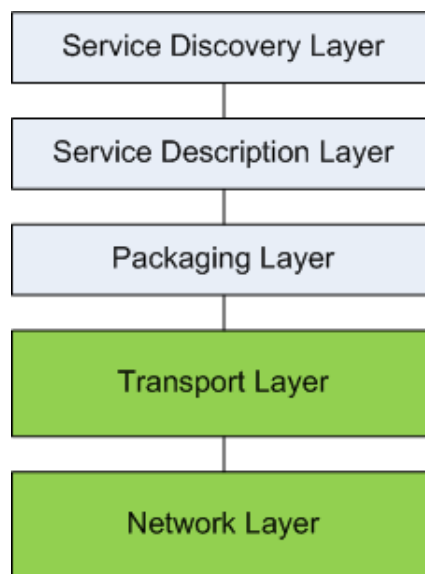 Service Discovery Layer
Service Description Layer
Packaging Layer
Transport Layer
Network Layer